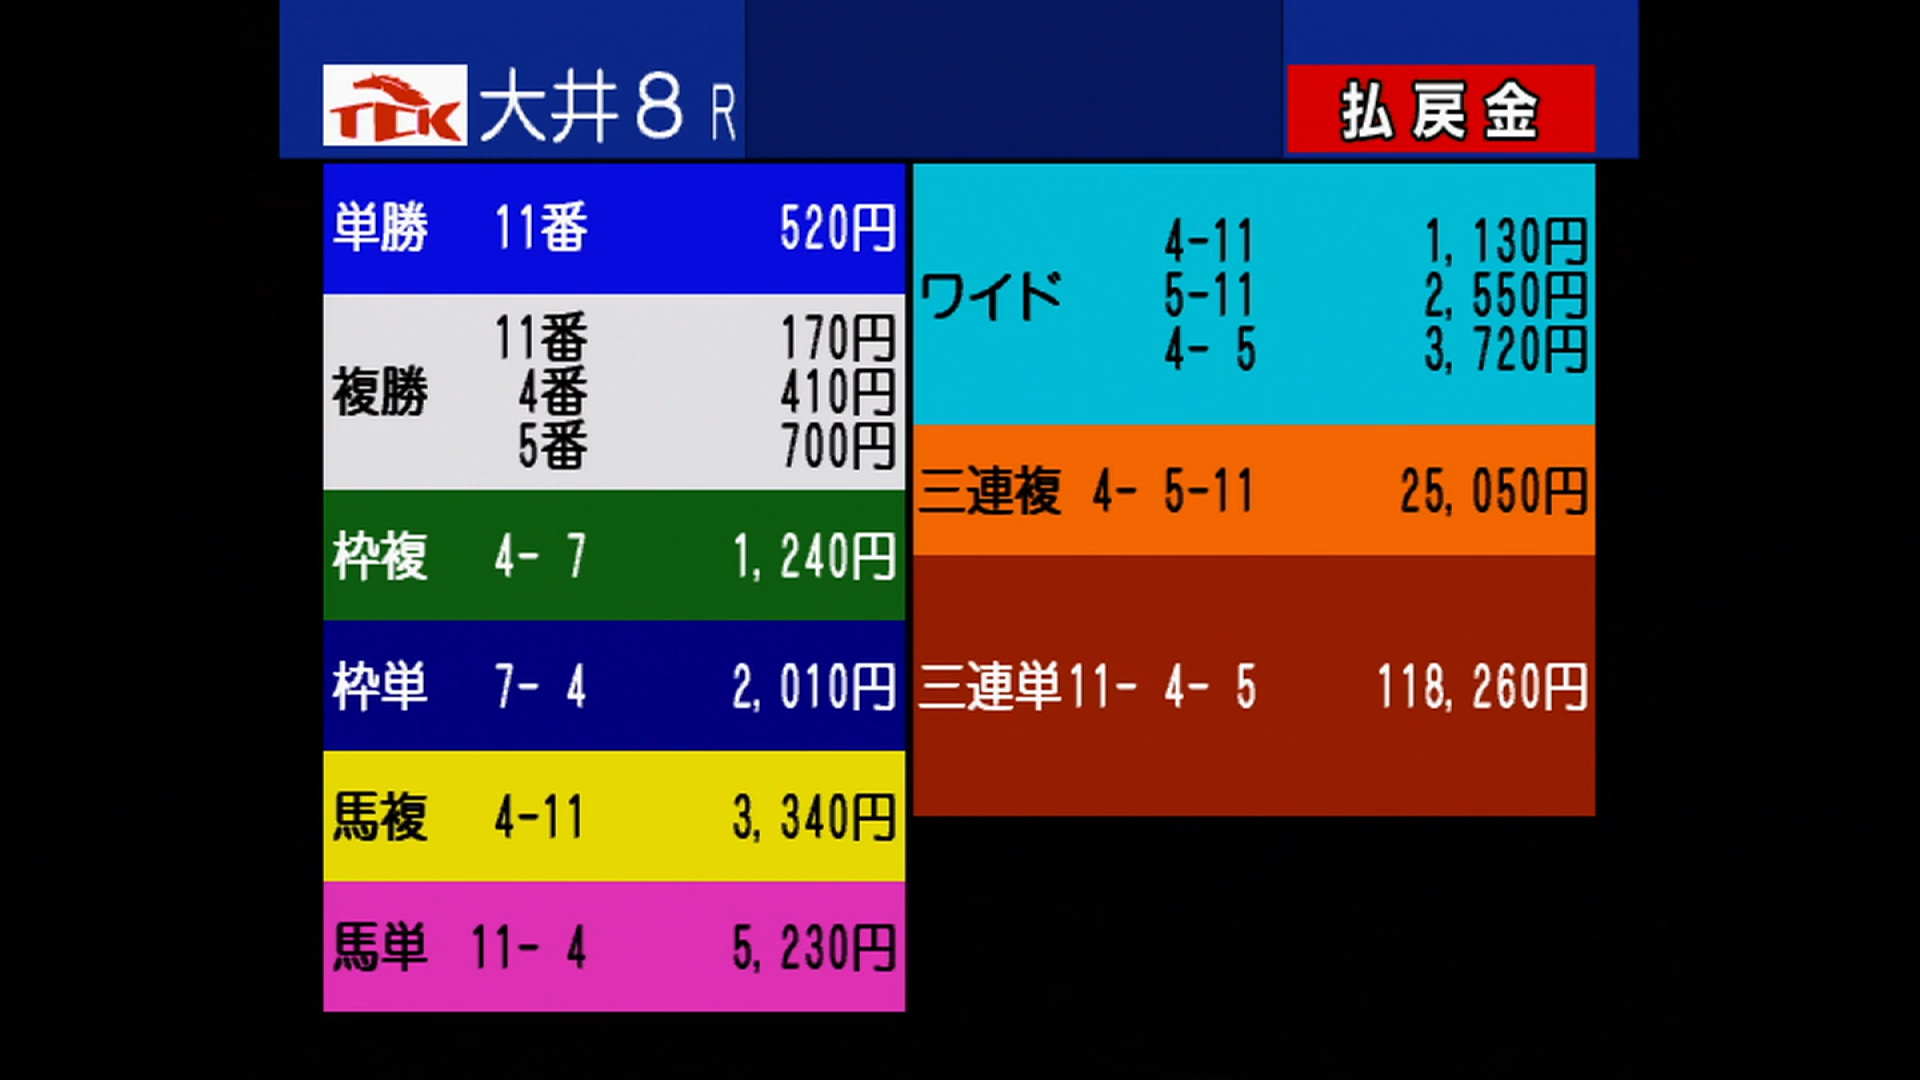 TCK 大井8R
払戻金
単勝 11番 520円
複勝 11番 170円
4番 410円
5番 700円
枠複 4- 7 1,240円
枠単 7- 4 2,010円
馬複 4-11 3,340円
馬単 11- 4 5,230円
ワイド 4-11 1,130円
5-11 2,550円
4- 5 3,720円
三連複 4- 5-11 25,050円
三連単 11- 4- 5 118,260円